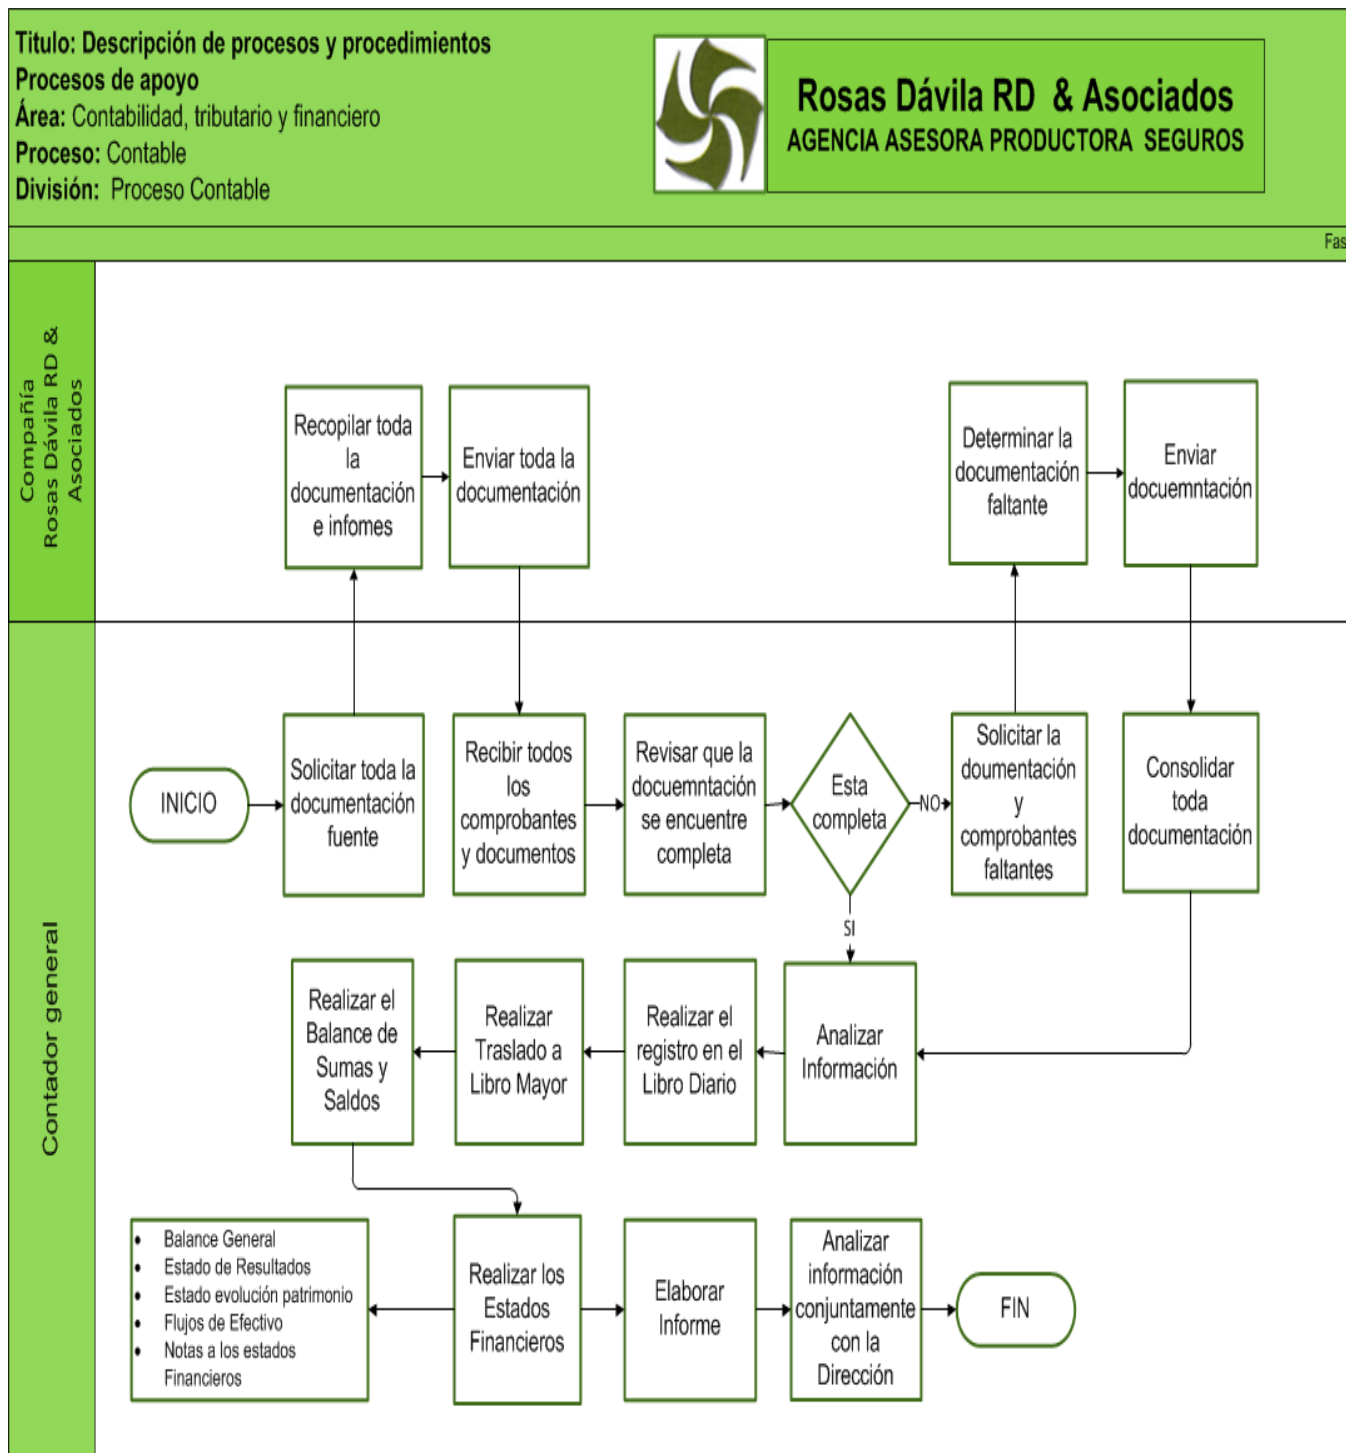 Titulo: Descripción de procesos y procedimientos
Procesos de apoyo
Área: Contabilidad, tributario y financiero
Proceso: Contable
División: Proceso Contable
Rosas Dávila RD & Asociados
AGENCIA ASESORA PRODUCTORA SEGUROS
Fas
Compañía
Rosas Dávila RD &
Asociados
Recopilar toda
la
documentación
e infomes
Enviar toda la
documentación
Determinar la
documentación
faltante
Enviar
docuemntación
Contador general
INICIO
Solicitar toda la
documentación
fuente
Recibir todos
los
comprobantes
y documentos
Revisar que la
docuemntación
se encuentre
completa
Esta
completa
NO
Solicitar la
doumentación
y
comprobantes
faltantes
Consolidar
toda
documentación
SI
Realizar el
Balance de
Sumas y
Saldos
Realizar
Traslado a
Libro Mayor
Realizar el
registro en el
Libro Diario
Analizar
Información
• Balance General
• Estado de Resultados
• Estado evolución patrimonio
• Flujos de Efectivo
• Notas a los estados
Financieros
Realizar los
Estados
Financieros
Elaborar
Informe
Analizar
información
conjuntamente
con la
Dirección
FIN